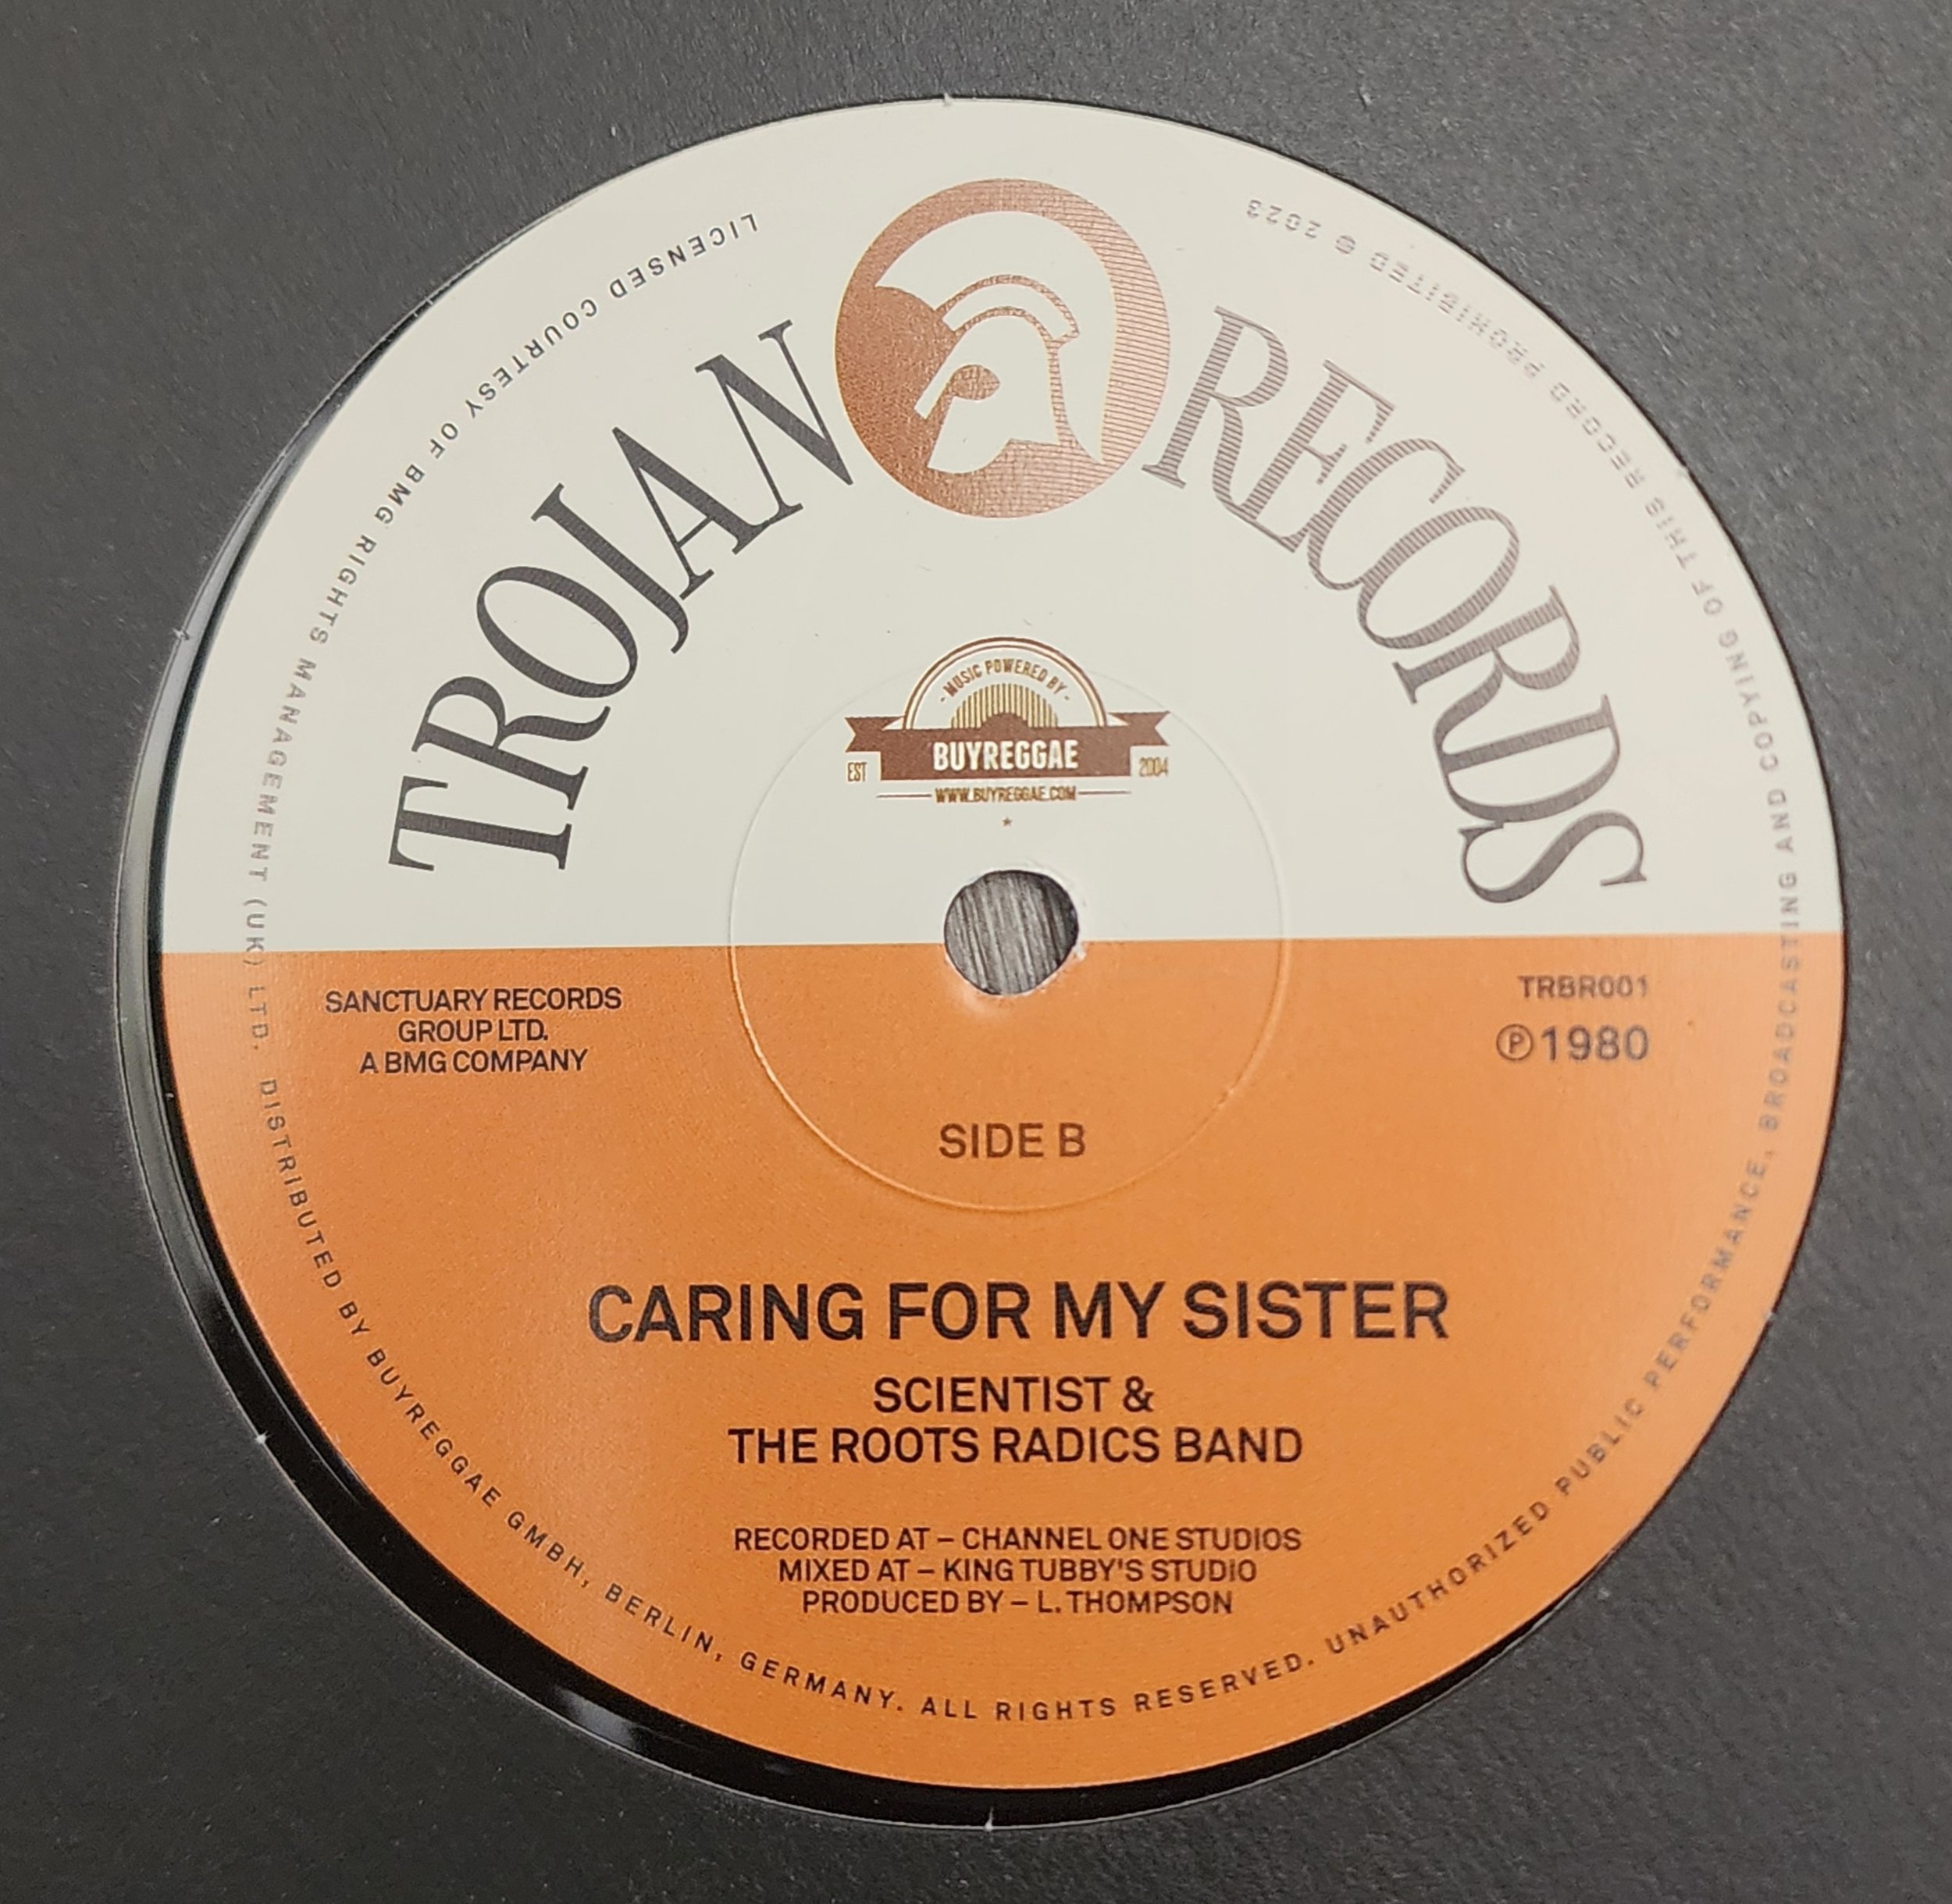 TROJAN RECORDS
- MUSIC POWERED BY -
BUYREGGAE
EST 2004
WWW.BUYREGGAE.COM
SANCTUARY RECORDS
GROUP LTD.
A BMG COMPANY
TRBR001
℗1980
SIDE B
CARING FOR MY SISTER
SCIENTIST &
THE ROOTS RADICS BAND
RECORDED AT – CHANNEL ONE STUDIOS
MIXED AT – KING TUBBY'S STUDIO
PRODUCED BY – L. THOMPSON
LICENSED COURTESY OF BMG RIGHTS MANAGEMENT (UK) LTD. DISTRIBUTED BY BUYREGGAE GMBH, BERLIN, GERMANY. ALL RIGHTS RESERVED. UNAUTHORIZED PUBLIC PERFORMANCE, BROADCASTING AND COPYING OF THIS RECORD PROHIBITED © 2023